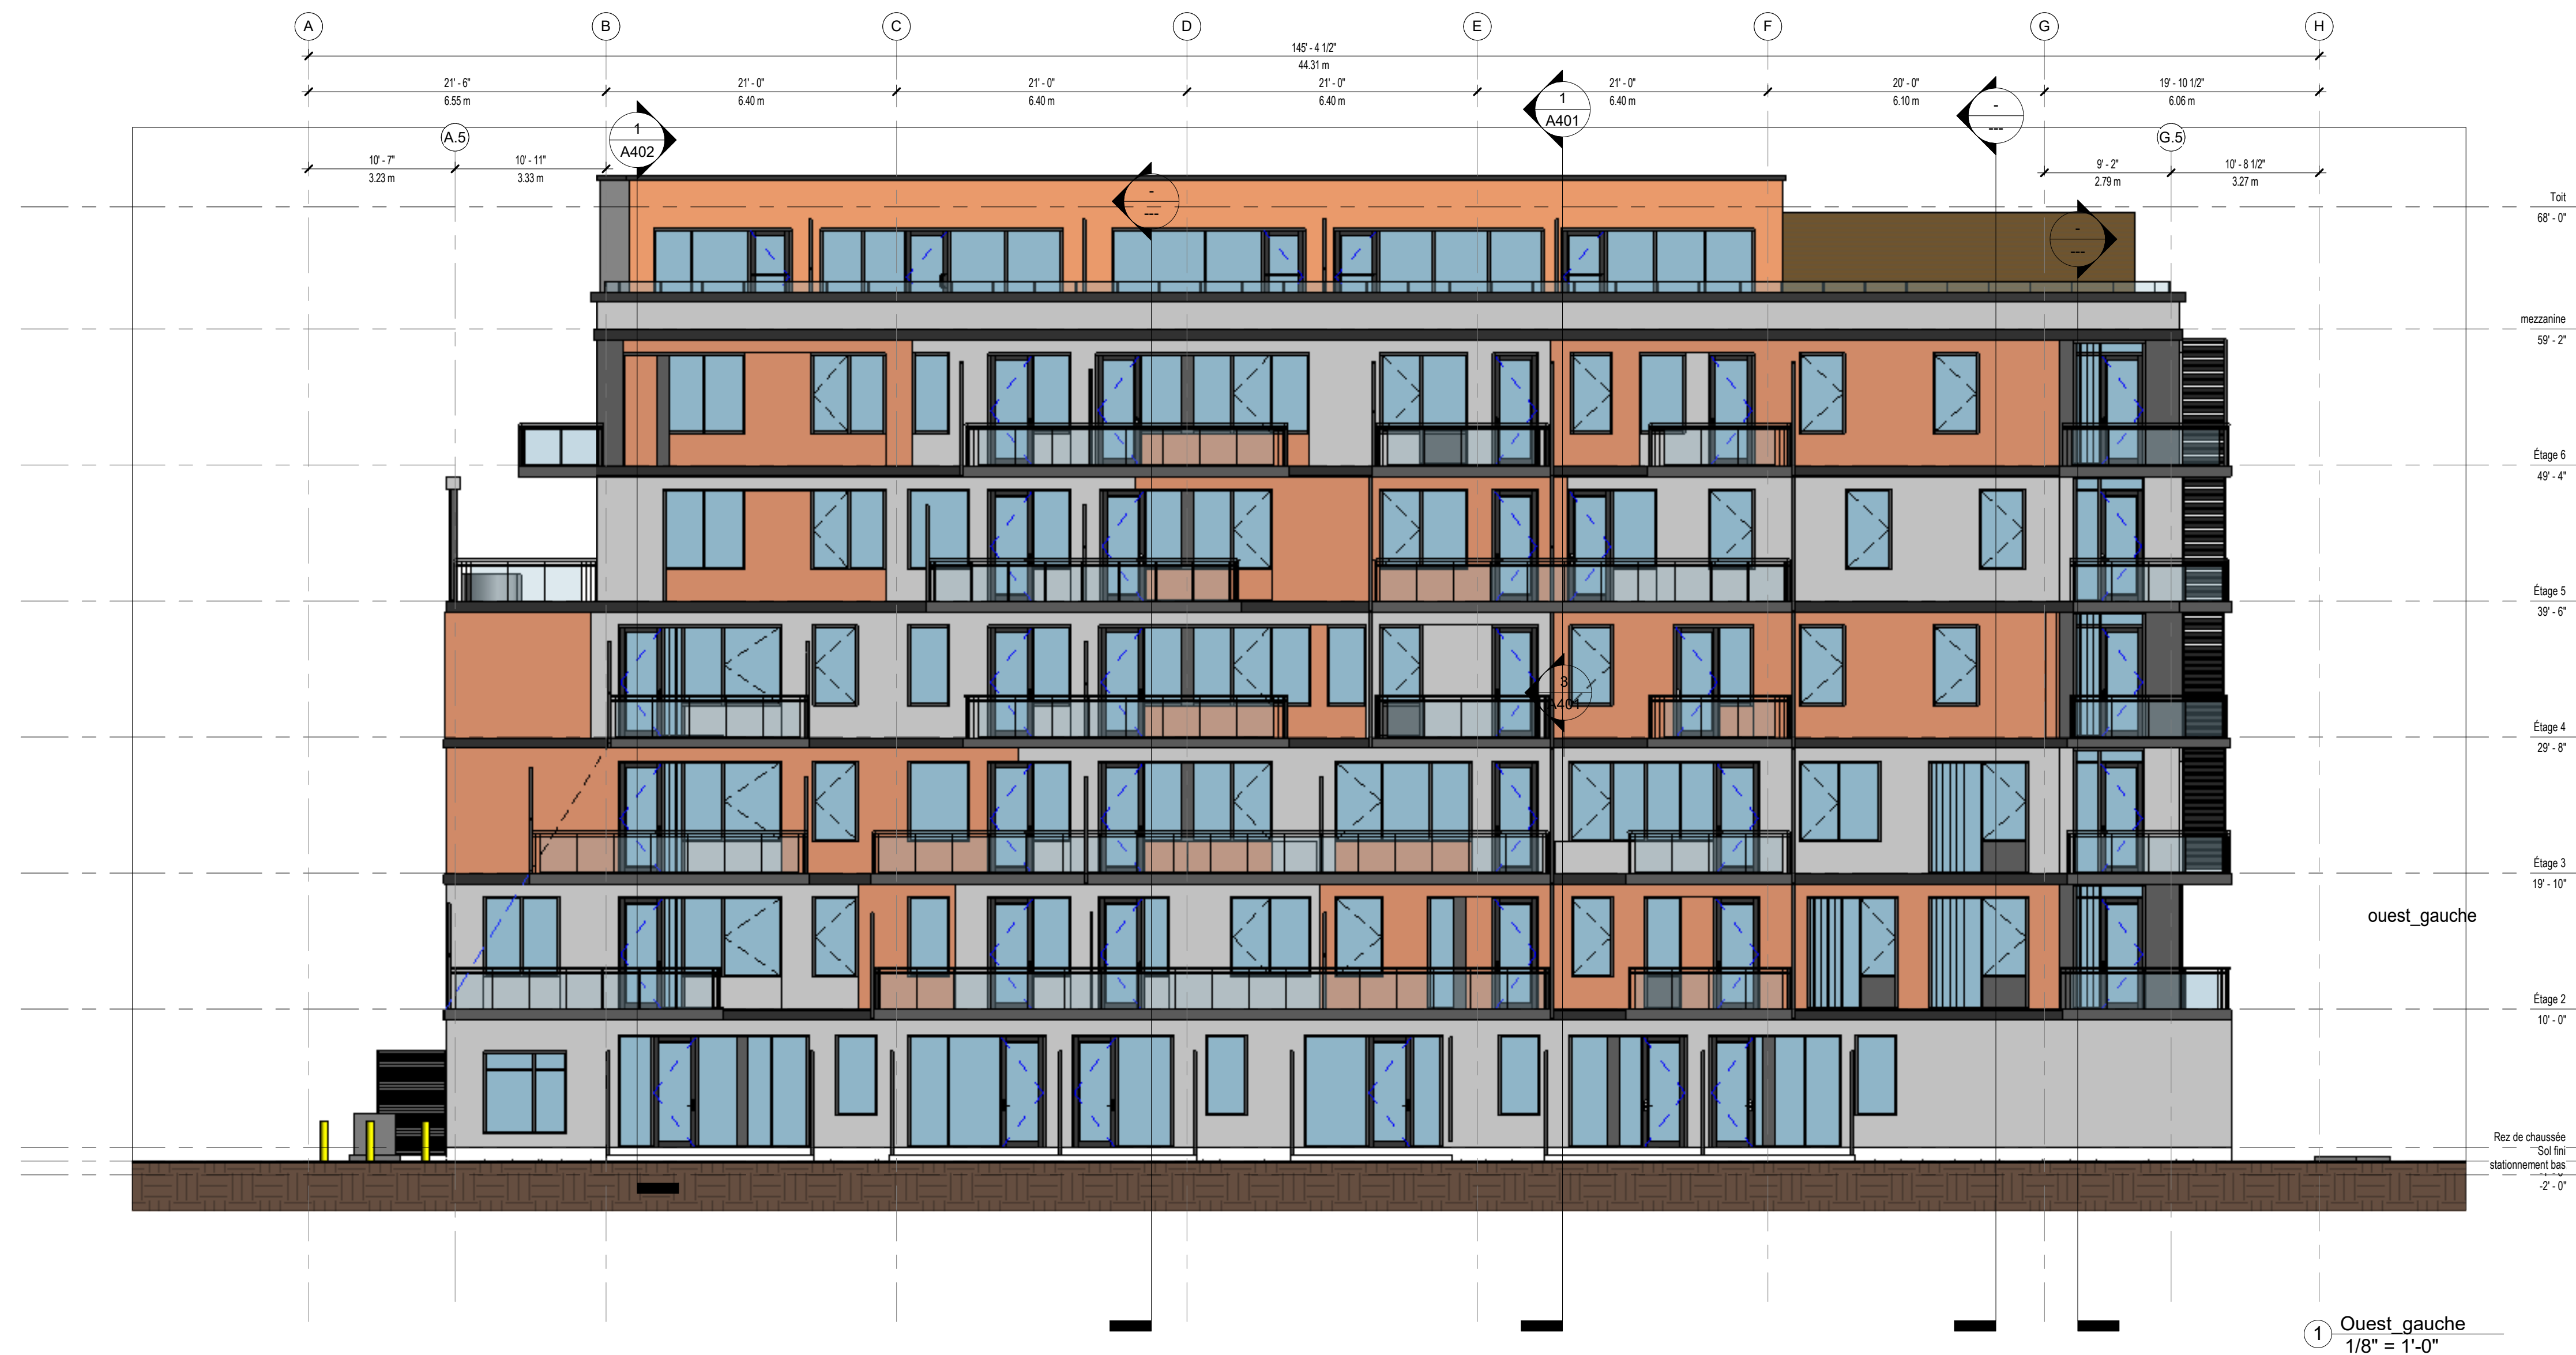 A
B
C
D
E
F
G
H
145' - 4 1/2"
44.31 m
21' - 6"
21' - 0"
21' - 0"
21' - 0"
21' - 0"
20' - 0"
19' - 10 1/2"
6.55 m
6.40 m
6.40 m
6.40 m
6.40 m
6.10 m
6.06 m
1
A401
-
---
A.5
1
A402
G.5
10' - 7"
10' - 11"
3.23 m
3.33 m
9' - 2"
10' - 8 1/2"
2.79 m
3.27 m
-
---
Toit
68' - 0"
-
---
mezzanine
59' - 2"
Étage 6
49' - 4"
Étage 5
39' - 6"
3
A401
Étage 4
29' - 8"
Étage 3
19' - 10"
ouest_gauche
Étage 2
10' - 0"
Rez de chaussée
Sol fini
stationnement bas
-2' - 0"
1
Ouest_gauche
1/8" = 1'-0"